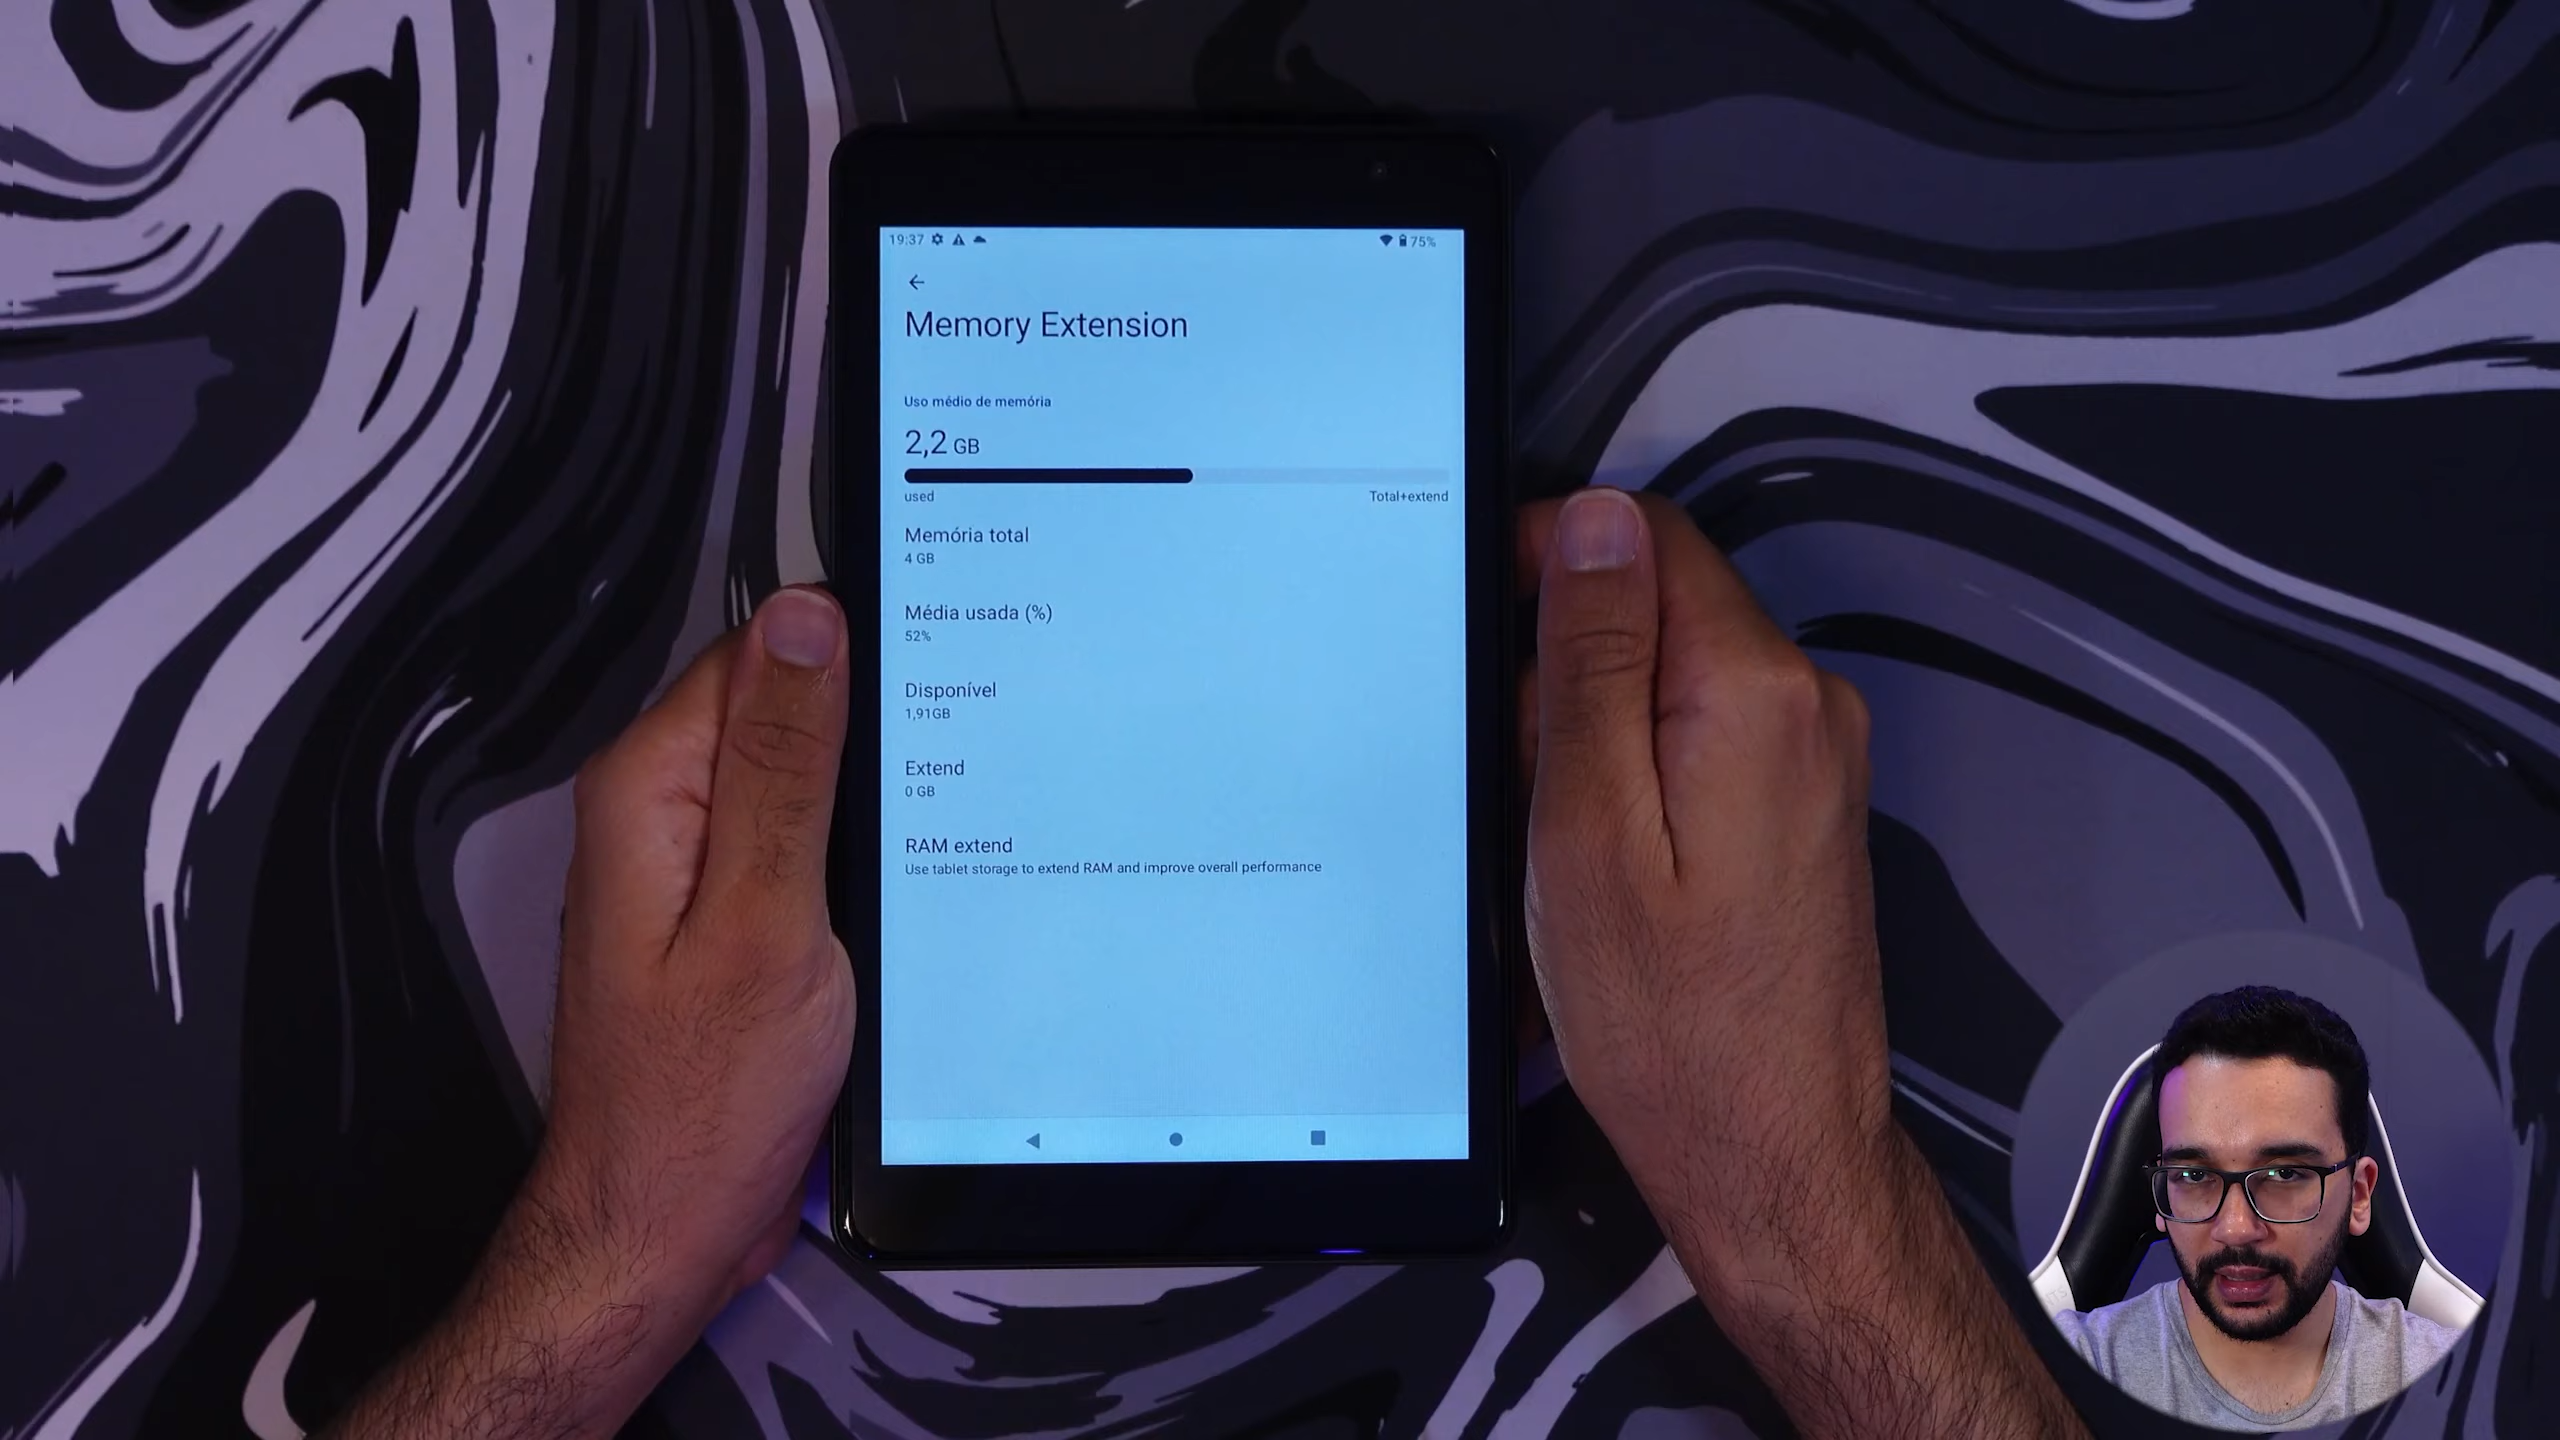 19:37
75%
Memory Extension
Uso médio de memória
2,2 GB
used
Total+extend
Memória total
4 GB
Média usada (%)
52%
Disponível
1,91GB
Extend
0 GB
RAM extend
Use tablet storage to extend RAM and improve overall performance